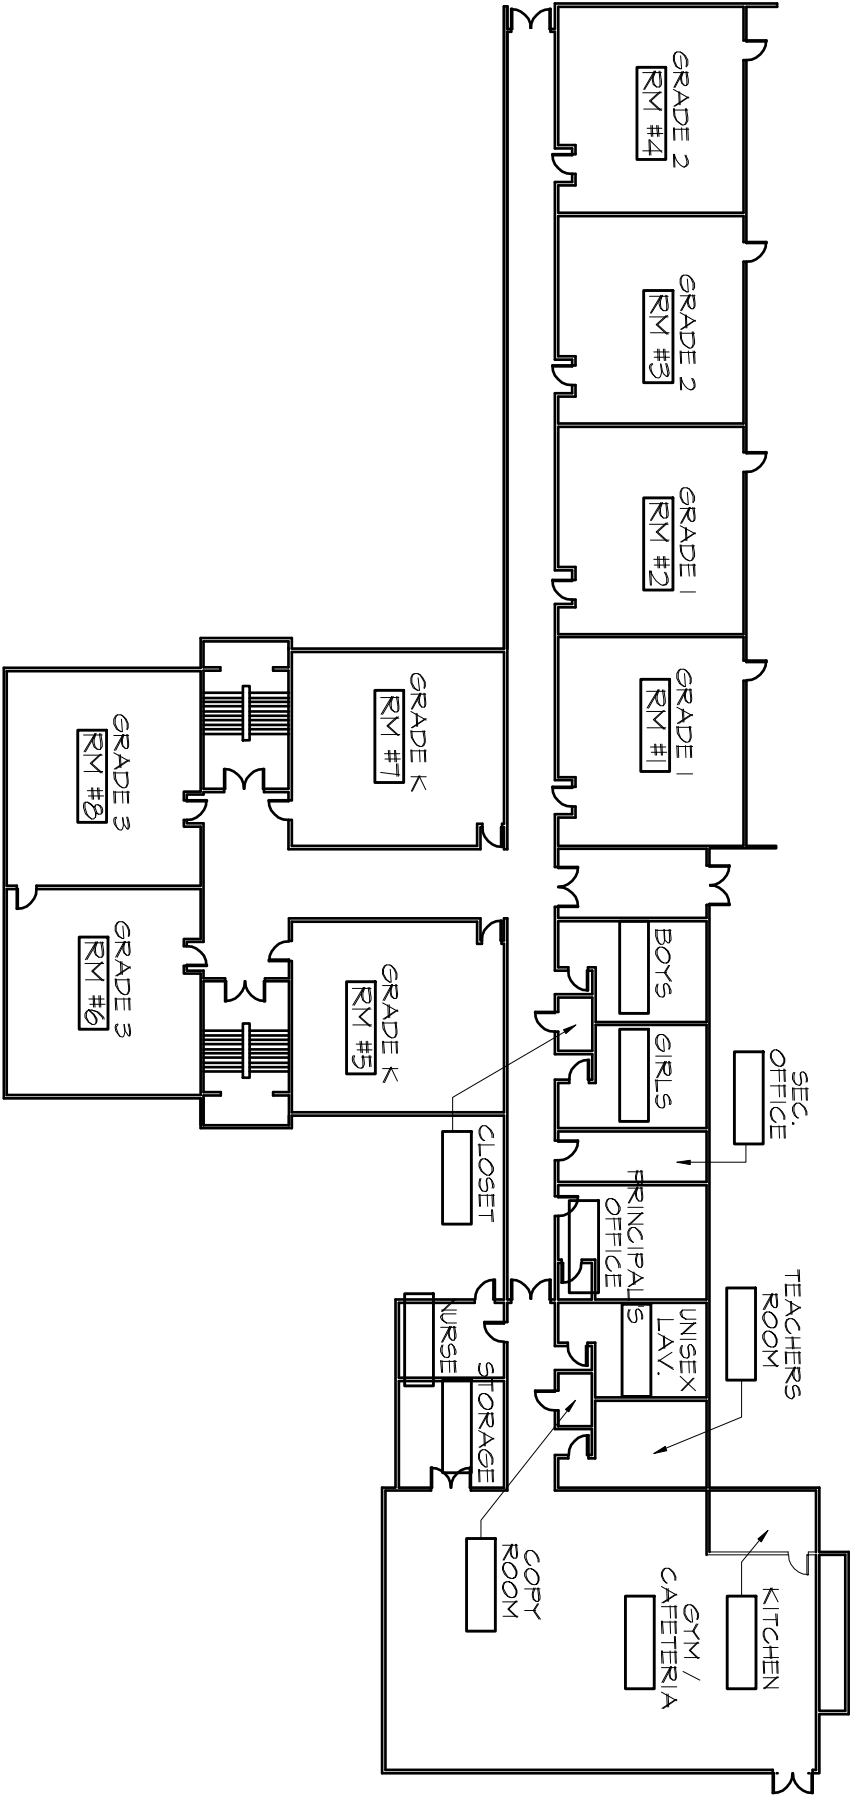 GRADE 2
RM #4
GRADE 2
RM #3
GRADE 1
RM #2
GRADE 1
RM #1
GRADE K
RM #7
GRADE 3
RM #8
GRADE 3
RM #6
GRADE K
RM #5
BOYS
GIRLS
SEC.
OFFICE
CLOSET
PRINCIPAL'S
OFFICE
TEACHERS
ROOM
UNISEX
LAV.
NURSE
STORAGE
COPY
ROOM
KITCHEN
GYM /
CAFETERIA